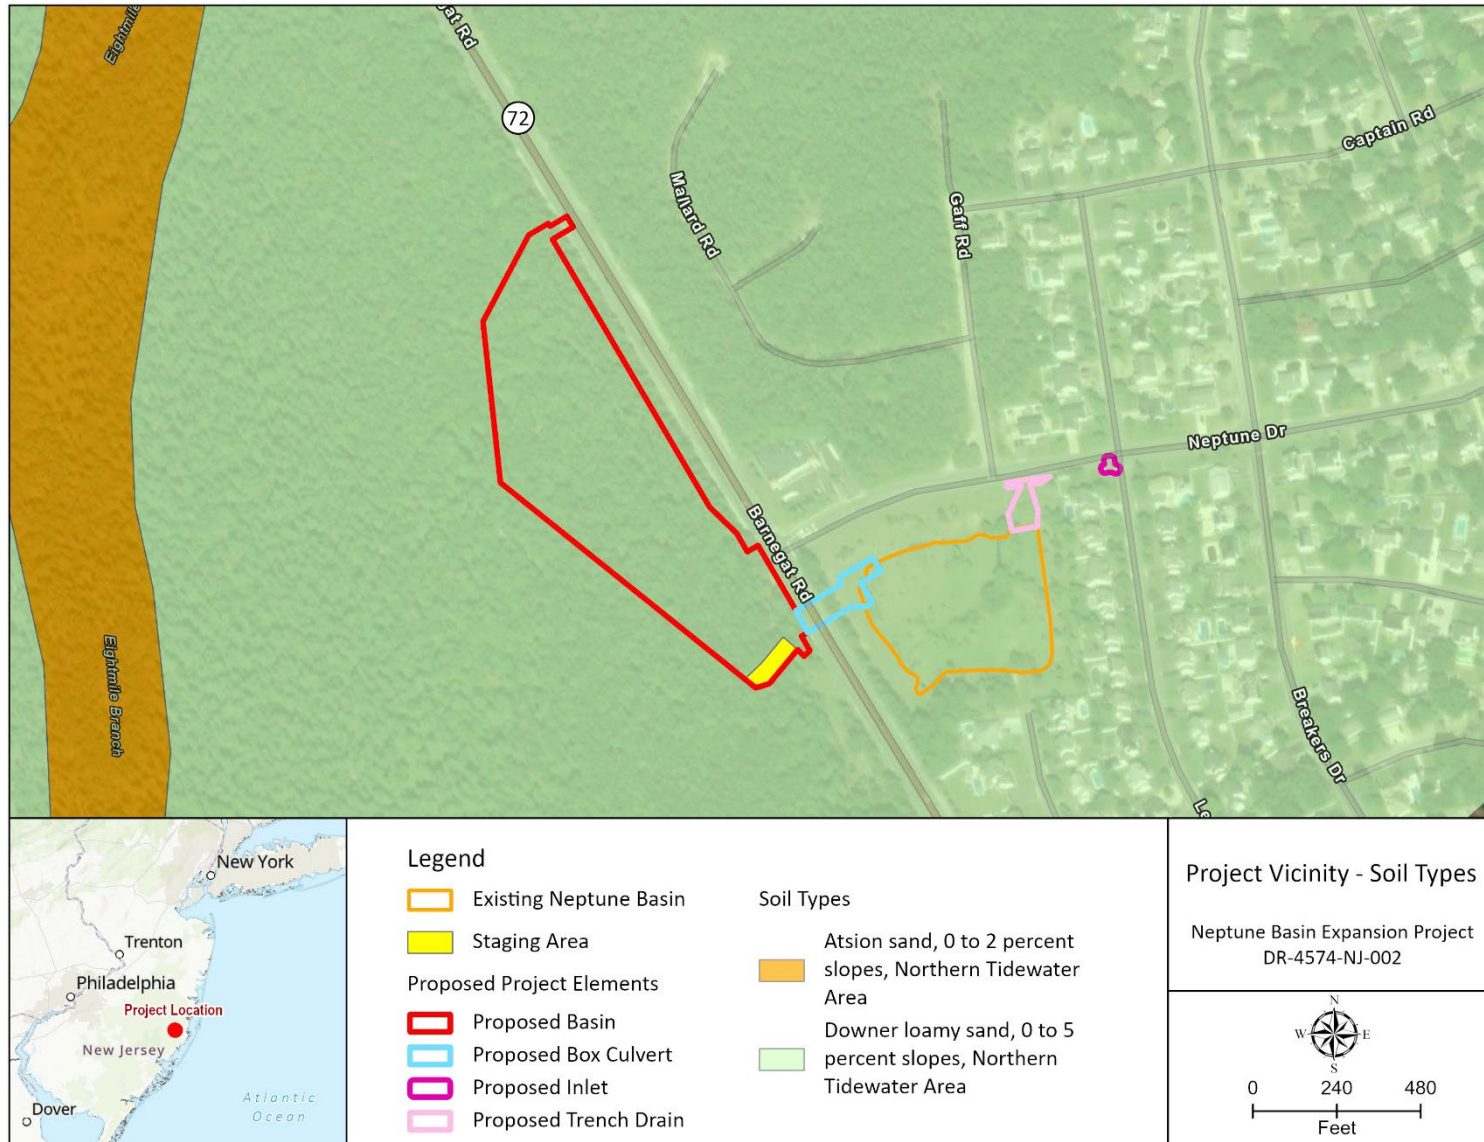 Eightmile
gat Rd
72
Captain Rd
Mallard Rd
Gaff Rd
Neptune Dr
Barnegat Rd
Eightmile Branch
Breakers Dr
Le
New York
Trenton
Philadelphia
Project Location
New Jersey
Atlantic
Ocean
Dover
Legend
Existing Neptune Basin
Staging Area
Proposed Project Elements
Proposed Basin
Proposed Box Culvert
Proposed Inlet
Proposed Trench Drain
Soil Types
Atsion sand, 0 to 2 percent
slopes, Northern Tidewater
Area
Downer loamy sand, 0 to 5
percent slopes, Northern
Tidewater Area
Project Vicinity - Soil Types
Neptune Basin Expansion Project
DR-4574-NJ-002
N
W E
S
0 240 480
Feet